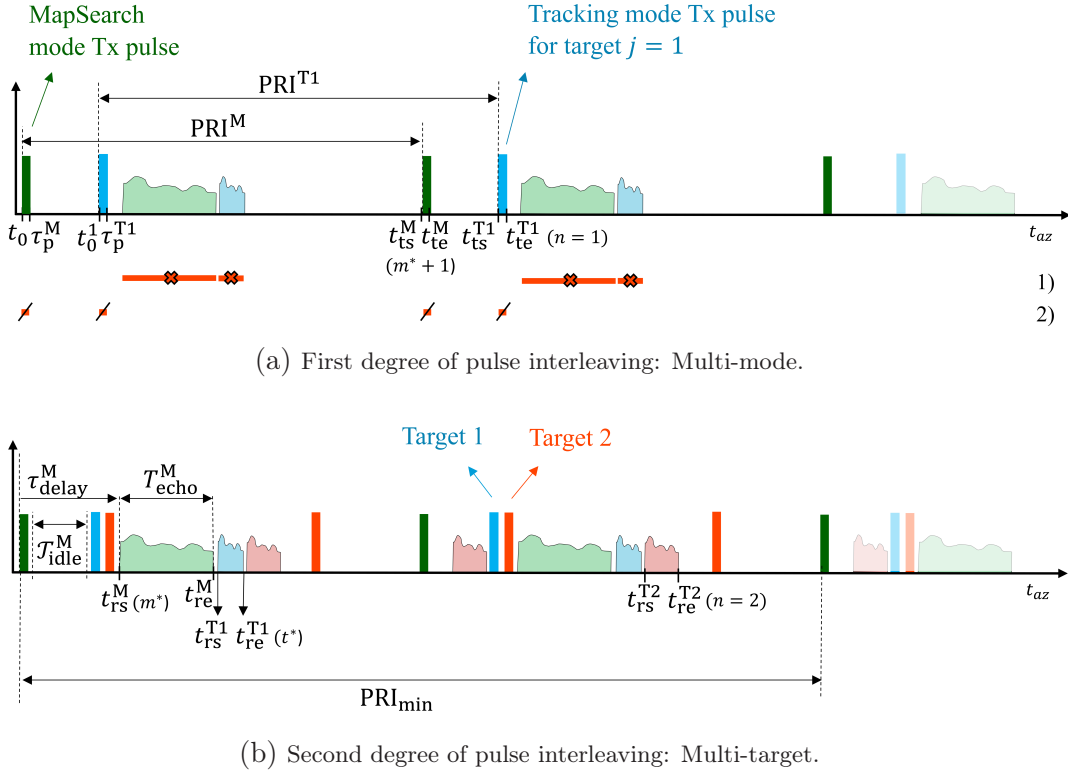 MapSearch
mode Tx pulse
Tracking mode Tx pulse
for target j = 1
PRI^T1
PRI^M
t_0 τ_p^M t_0^1 τ_p^T1 t_ts^M t_te^M t_ts^T1 t_te^T1 (n = 1) t_az
(m* + 1)
1)
2)
(a) First degree of pulse interleaving: Multi-mode.
Target 1 Target 2
τ_delay^M T_echo^M
𝒯_idle^M
t_rs^M (m*) t_re^M t_rs^T2 t_re^T2 (n = 2) t_az
t_rs^T1 t_re^T1 (t*)
PRI_min
(b) Second degree of pulse interleaving: Multi-target.